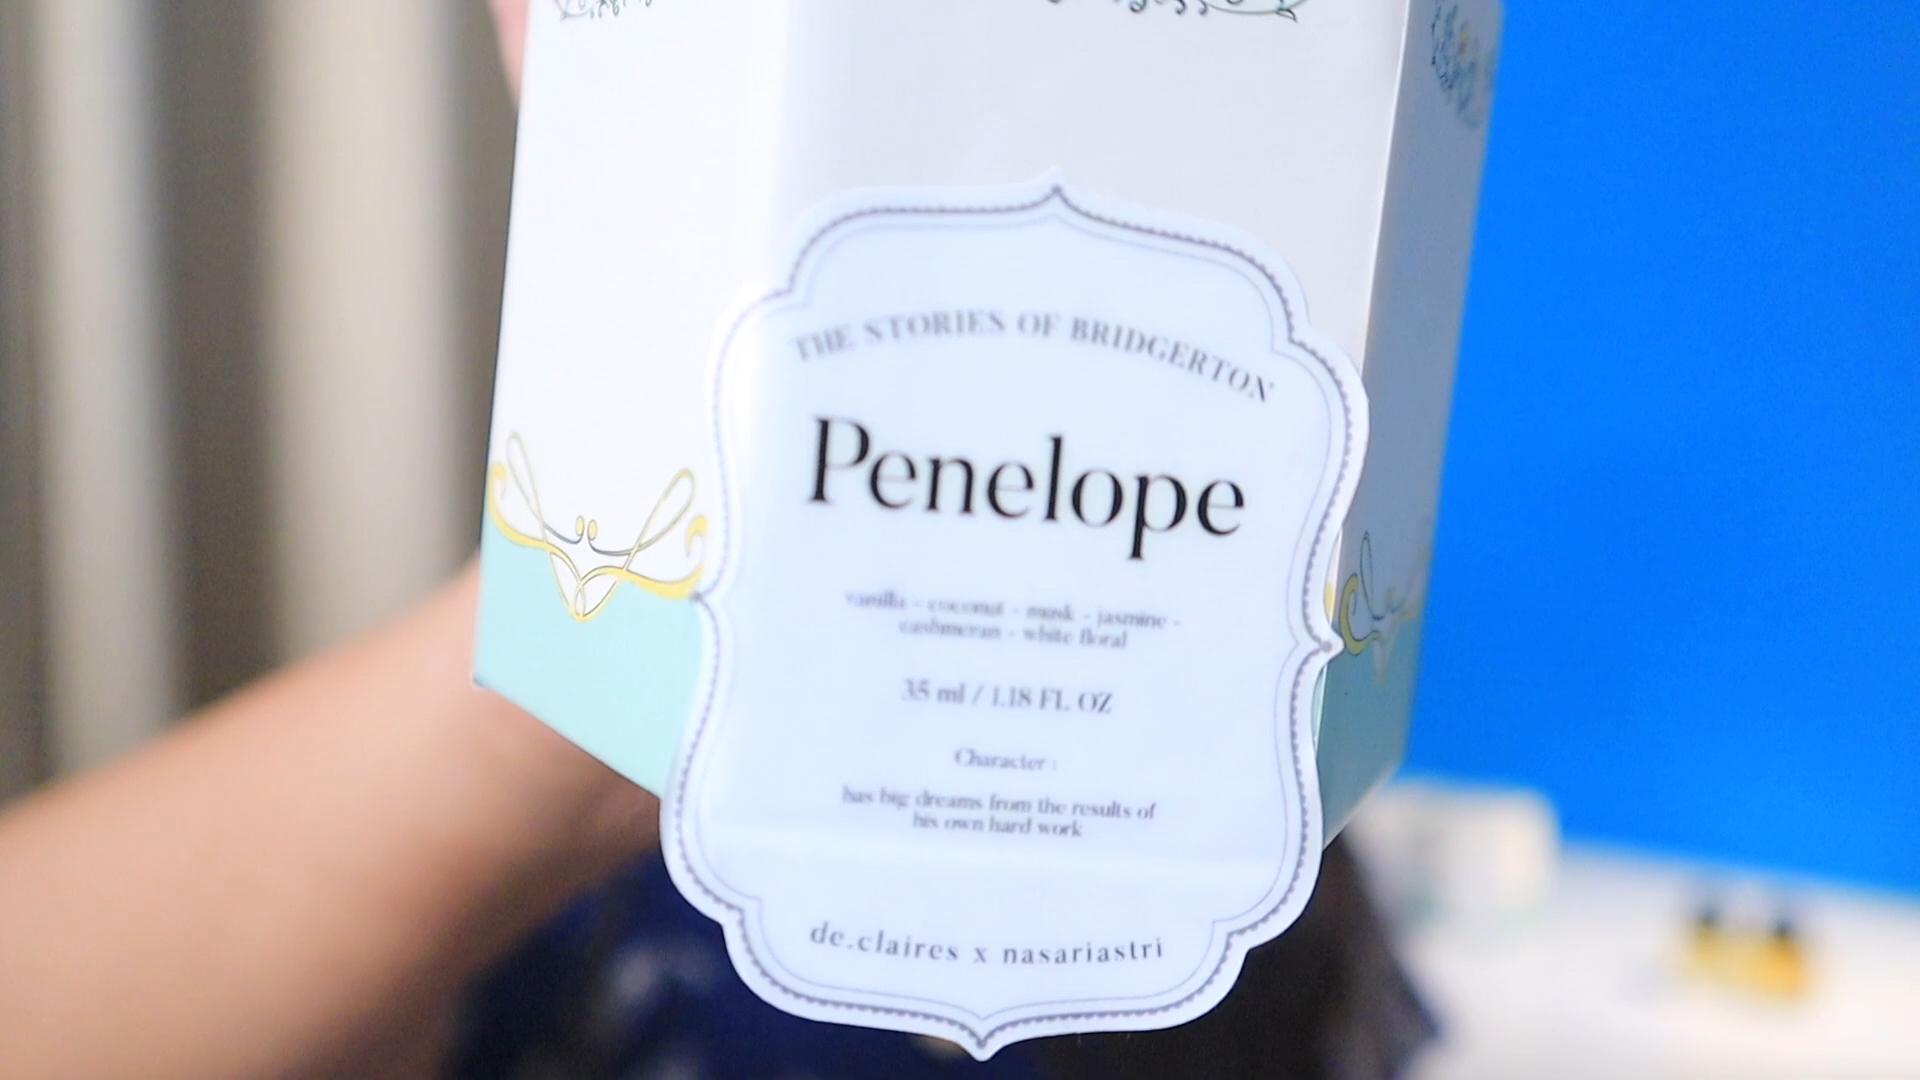 THE STORIES OF BRIDGERTON
Penelope
vanilla - coconut - musk - jasmine -
cashmeran - white floral
35 ml / 1.18 FL OZ
Character :
has big dreams from the results of
his own hard work
de.claires x nasariastri